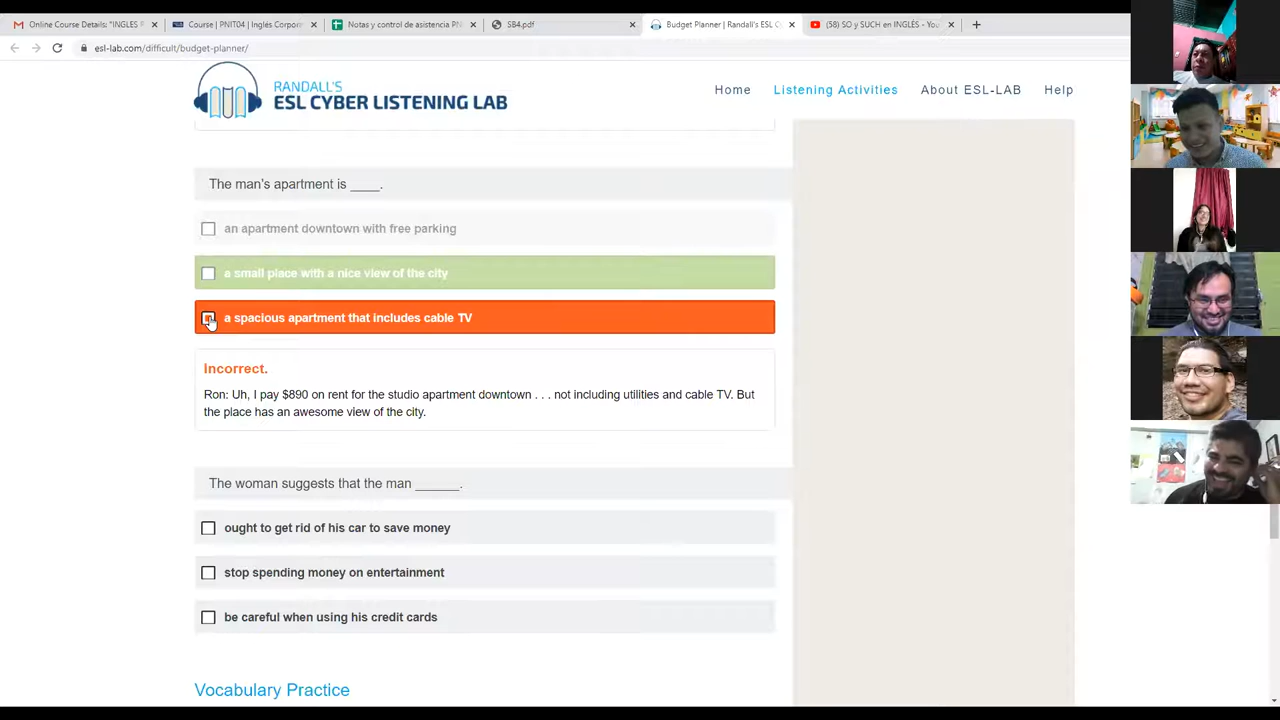 Online Course Details: "INGLÉS P
Course | PNIT04 | Inglés Corpor
Notas y control de asistencia PN
SB4.pdf
Budget Planner | Randall's ESL C
(58) SO y SUCH en INGLÉS - You
esl-lab.com/difficult/budget-planner/
RANDALL'S
ESL CYBER LISTENING LAB
Home
Listening Activities
About ESL-LAB
Help
The man's apartment is ____.
an apartment downtown with free parking
a small place with a nice view of the city
a spacious apartment that includes cable TV
Incorrect.
Ron: Uh, I pay $890 on rent for the studio apartment downtown . . . not including utilities and cable TV. But
the place has an awesome view of the city.
The woman suggests that the man ______.
ought to get rid of his car to save money
stop spending money on entertainment
be careful when using his credit cards
Vocabulary Practice